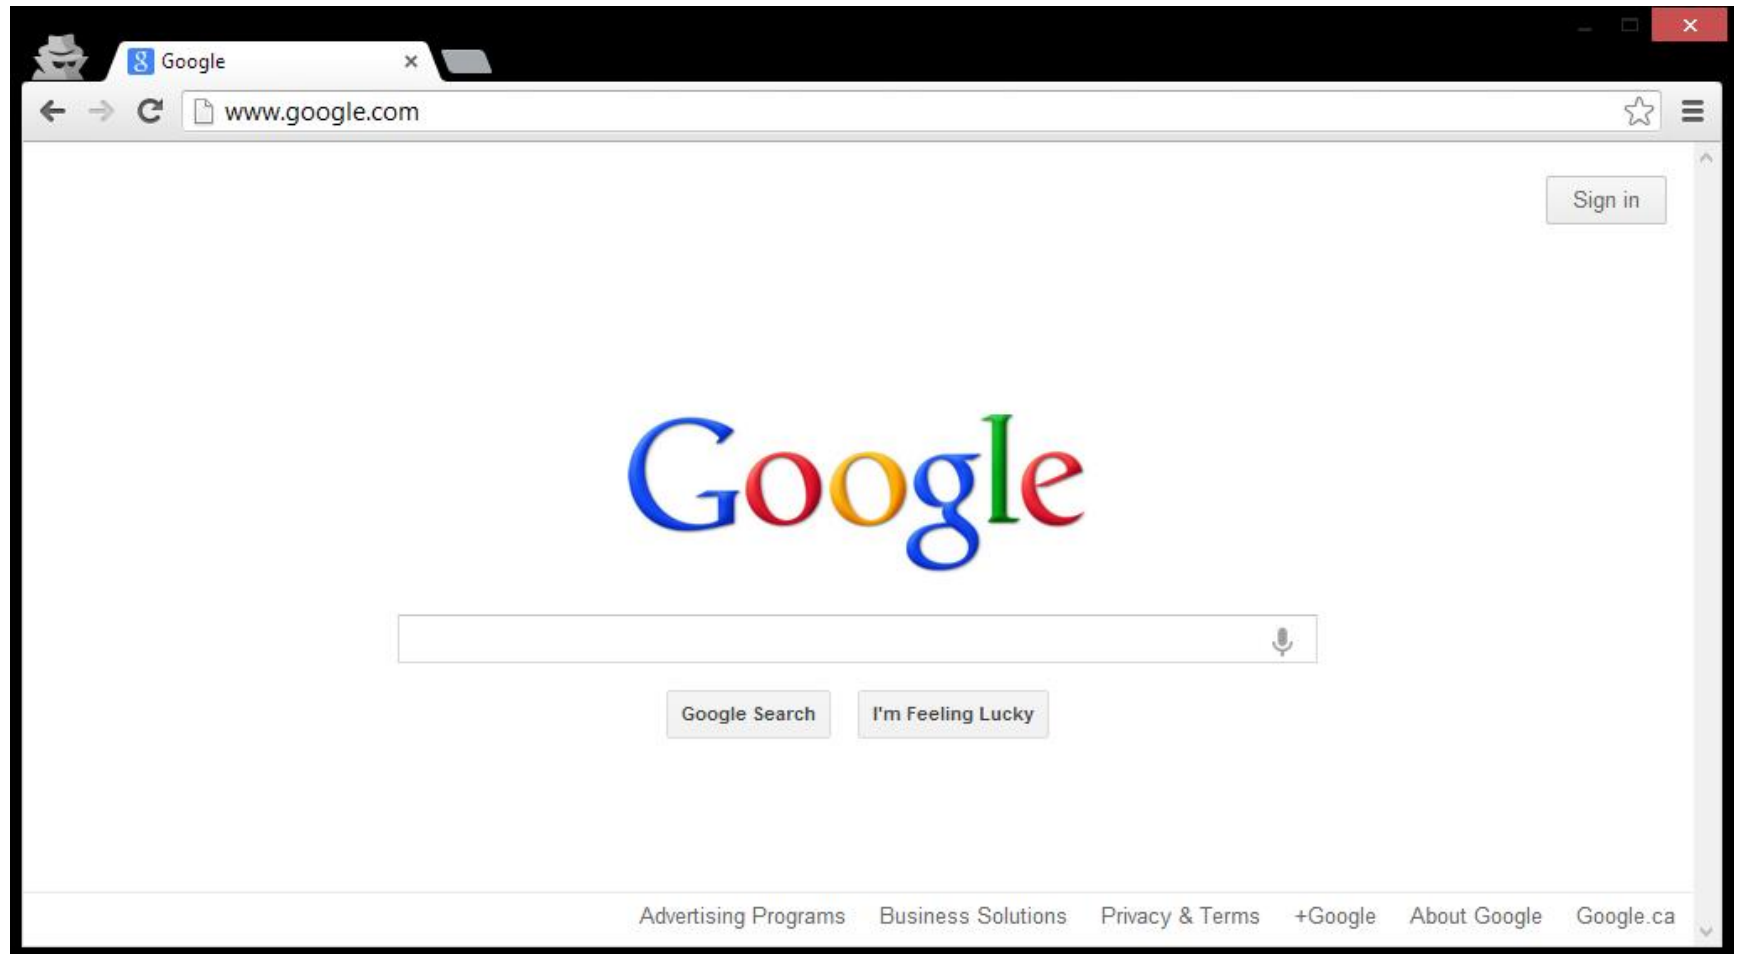 Google
www.google.com
Sign in
Google
Google Search
I'm Feeling Lucky
Advertising Programs Business Solutions Privacy & Terms +Google About Google Google.ca